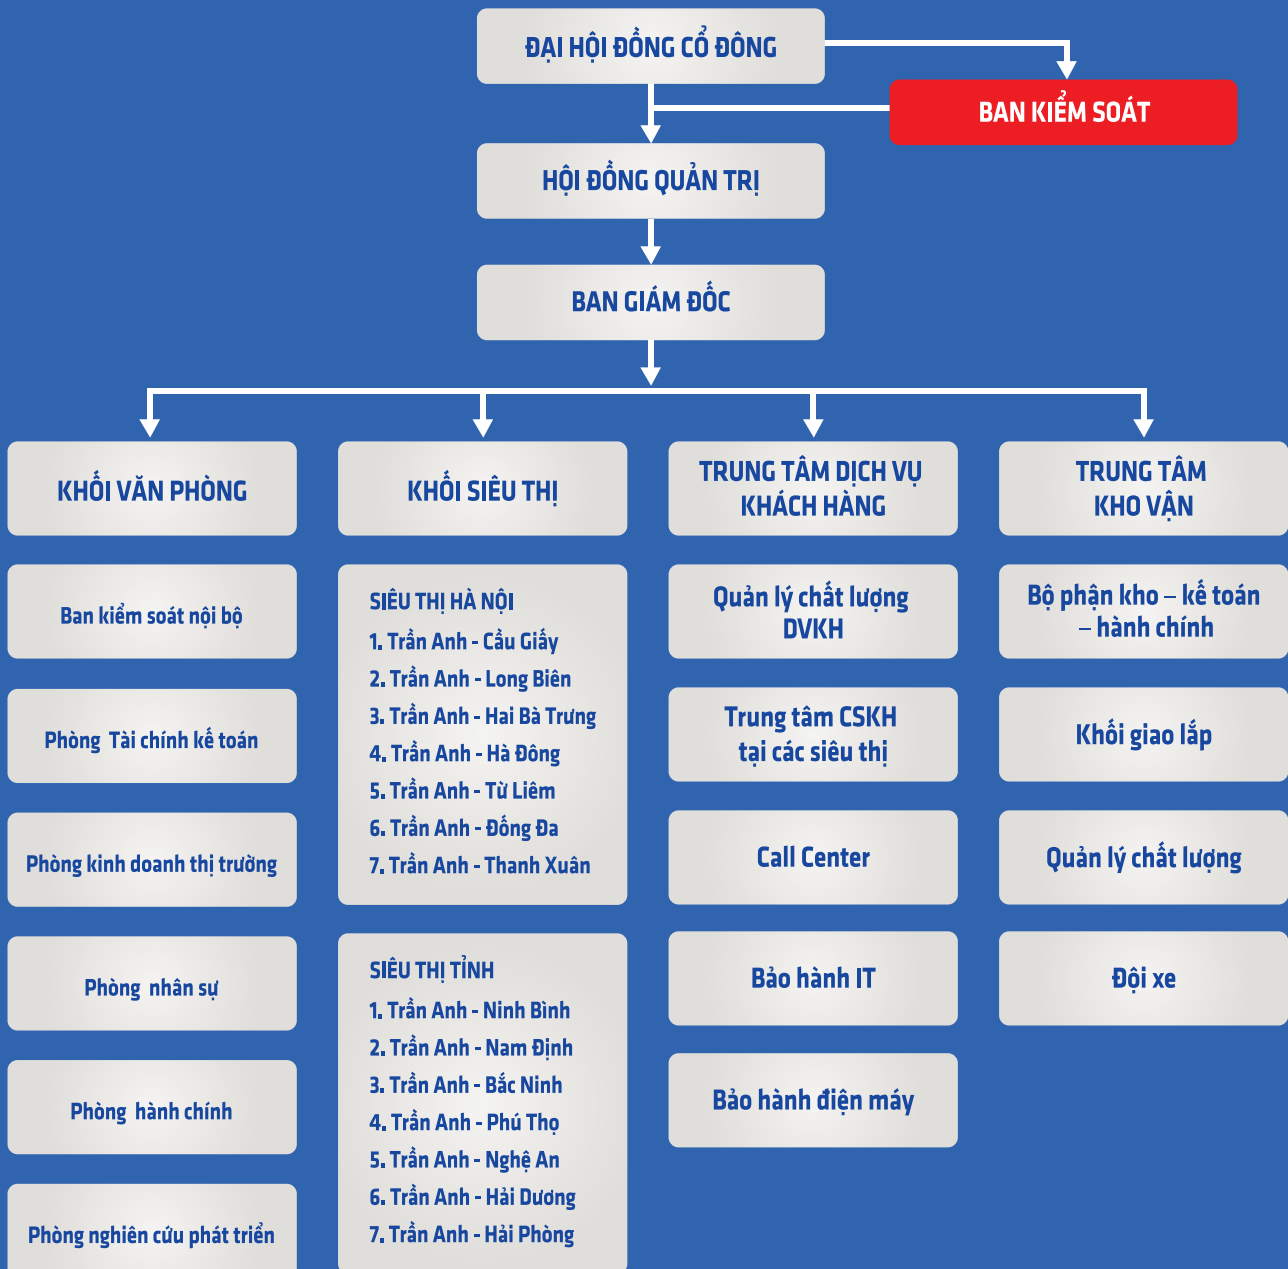 ĐẠI HỘI ĐỒNG CỔ ĐÔNG
BAN KIỂM SOÁT
HỘI ĐỒNG QUẢN TRỊ
BAN GIÁM ĐỐC
KHỐI VĂN PHÒNG
Ban kiểm soát nội bộ
Phòng Tài chính kế toán
Phòng kinh doanh thị trường
Phòng nhân sự
Phòng hành chính
Phòng nghiên cứu phát triển
KHỐI SIÊU THỊ
SIÊU THỊ HÀ NỘI
1. Trần Anh - Cầu Giấy
2. Trần Anh - Long Biên
3. Trần Anh - Hai Bà Trưng
4. Trần Anh - Hà Đông
5. Trần Anh - Từ Liêm
6. Trần Anh - Đống Đa
7. Trần Anh - Thanh Xuân
SIÊU THỊ TỈNH
1. Trần Anh - Ninh Bình
2. Trần Anh - Nam Định
3. Trần Anh - Bắc Ninh
4. Trần Anh - Phú Thọ
5. Trần Anh - Nghệ An
6. Trần Anh - Hải Dương
7. Trần Anh - Hải Phòng
TRUNG TÂM DỊCH VỤ
KHÁCH HÀNG
Quản lý chất lượng
DVKH
Trung tâm CSKH
tại các siêu thị
Call Center
Bảo hành IT
Bảo hành điện máy
TRUNG TÂM
KHO VẬN
Bộ phận kho – kế toán
– hành chính
Khối giao lắp
Quản lý chất lượng
Đội xe